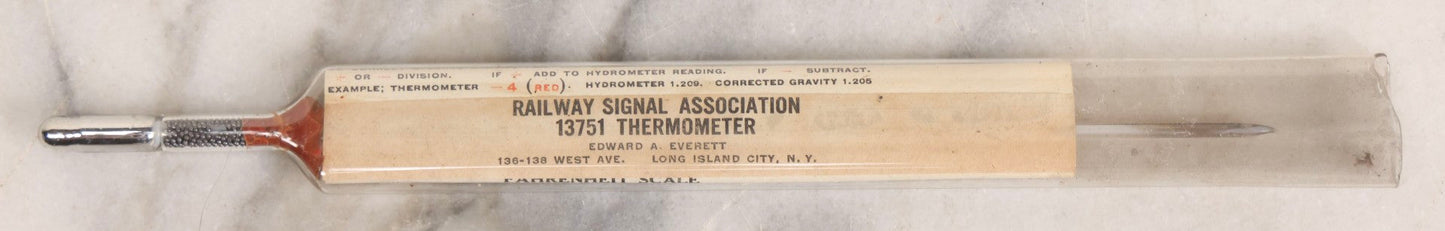 + OR — DIVISION. IF + ADD TO HYDROMETER READING. IF — SUBTRACT.
EXAMPLE; THERMOMETER — 4 (RED). HYDROMETER 1.209. CORRECTED GRAVITY 1.205
RAILWAY SIGNAL ASSOCIATION
13751 THERMOMETER
EDWARD A. EVERETT
136-138 WEST AVE. LONG ISLAND CITY, N.Y.
FAHRENHEIT SCALE